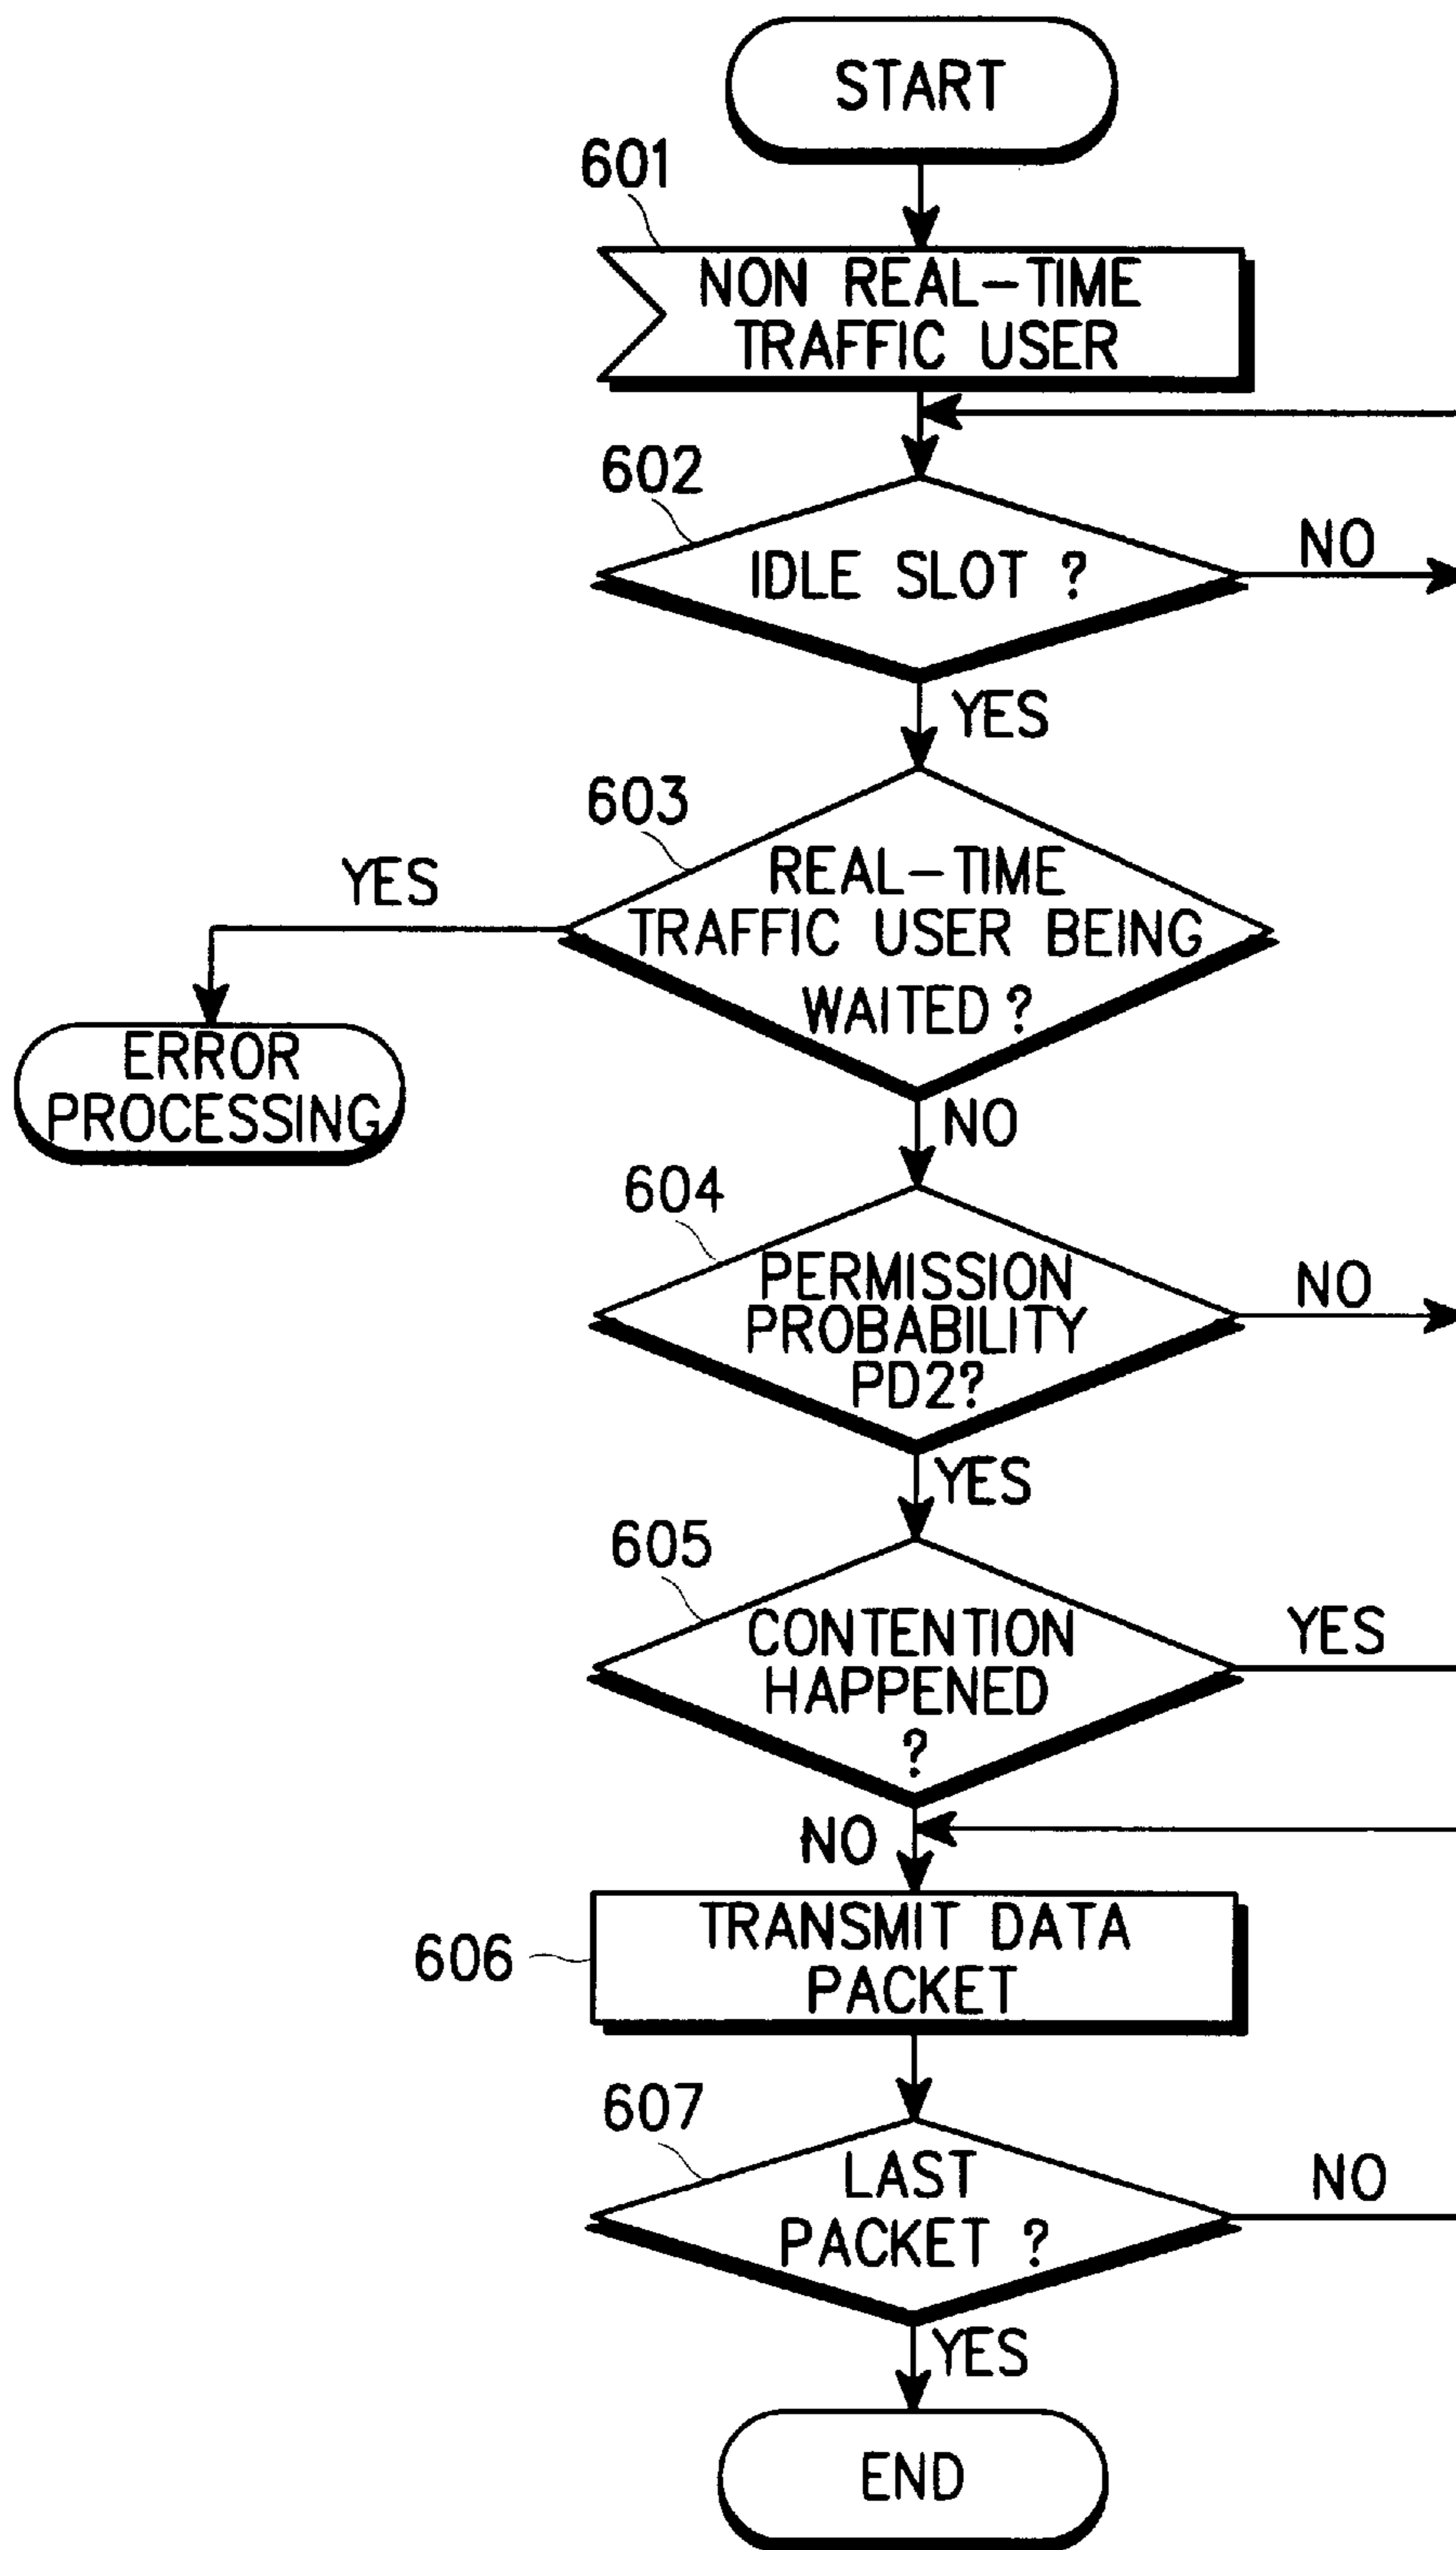 START
601
NON REAL-TIME
TRAFFIC USER
602
IDLE SLOT ?
NO
YES
603
YES
REAL-TIME
TRAFFIC USER BEING
WAITED ?
ERROR
PROCESSING
NO
604
PERMISSION
PROBABILITY
PD2?
NO
YES
605
CONTENTION
HAPPENED
?
YES
NO
606
TRANSMIT DATA
PACKET
607
LAST
PACKET ?
NO
YES
END